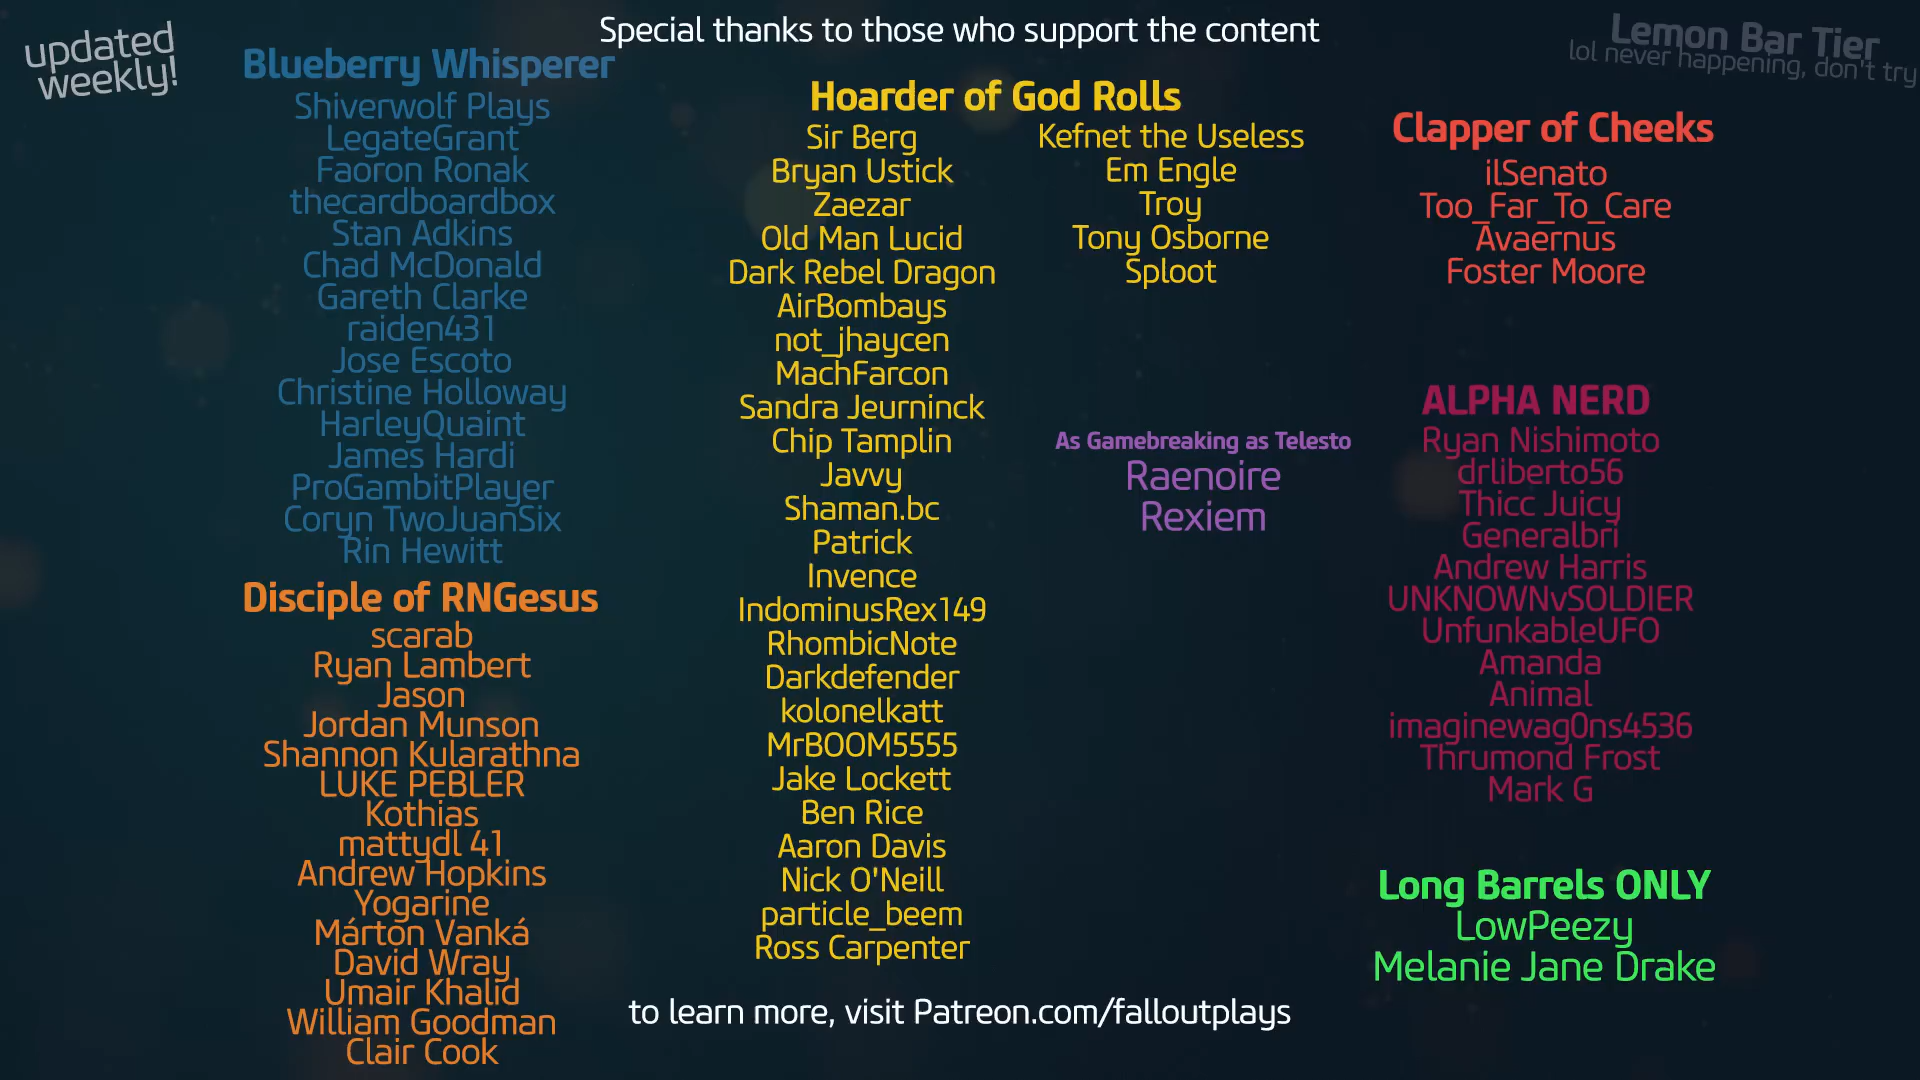 updated
weekly!
Special thanks to those who support the content
Lemon Bar Tier
lol never happening, don't try
Blueberry Whisperer
Shiverwolf Plays
LegateGrant
Faoron Ronak
thecardboardbox
Stan Adkins
Chad McDonald
Gareth Clarke
raiden431
Jose Escoto
Christine Holloway
HarleyQuaint
James Hardi
ProGambitPlayer
Coryn TwoJuanSix
Rin Hewitt
Disciple of RNGesus
scarab
Ryan Lambert
Jason
Jordan Munson
Shannon Kularathna
LUKE PEBLER
Kothias
mattydl 41
Andrew Hopkins
Yogarine
Márton Vanká
David Wray
Umair Khalid
William Goodman
Clair Cook
Hoarder of God Rolls
Sir Berg
Bryan Ustick
Zaezar
Old Man Lucid
Dark Rebel Dragon
AirBombays
not_jhaycen
MachFarcon
Sandra Jeurninck
Chip Tamplin
Javvy
Shaman.bc
Patrick
Invence
IndominusRex149
RhombicNote
Darkdefender
kolonelkatt
MrBOOM5555
Jake Lockett
Ben Rice
Aaron Davis
Nick O'Neill
particle_beem
Ross Carpenter
Kefnet the Useless
Em Engle
Troy
Tony Osborne
Sploot
As Gamebreaking as Telesto
Raenoire
Rexiem
Clapper of Cheeks
ilSenato
Too_Far_To_Care
Avaernus
Foster Moore
ALPHA NERD
Ryan Nishimoto
drliberto56
Thicc Juicy
Generalbri
Andrew Harris
UNKNOWNvSOLDIER
UnfunkableUFO
Amanda
Animal
imaginewag0ns4536
Thrumond Frost
Mark G
Long Barrels ONLY
LowPeezy
Melanie Jane Drake
to learn more, visit Patreon.com/falloutplays